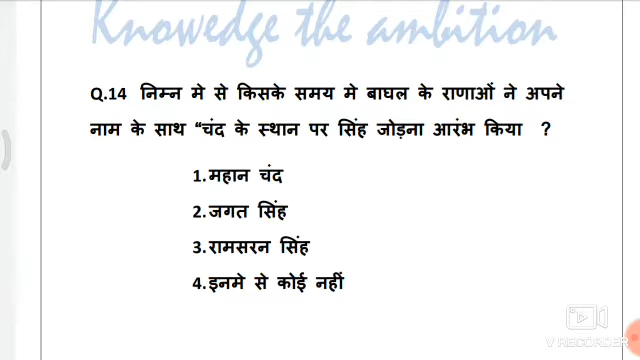 Knowedge the ambition
Q.14 निम्न मे से किसके समय मे बाघल के राणाओं ने अपने
नाम के साथ “चंद के स्थान पर सिंह जोड़ना आरंभ किया ?
1. महान चंद
2. जगत सिंह
3. रामसरन सिंह
4. इनमे से कोई नहीं
V RECORDER